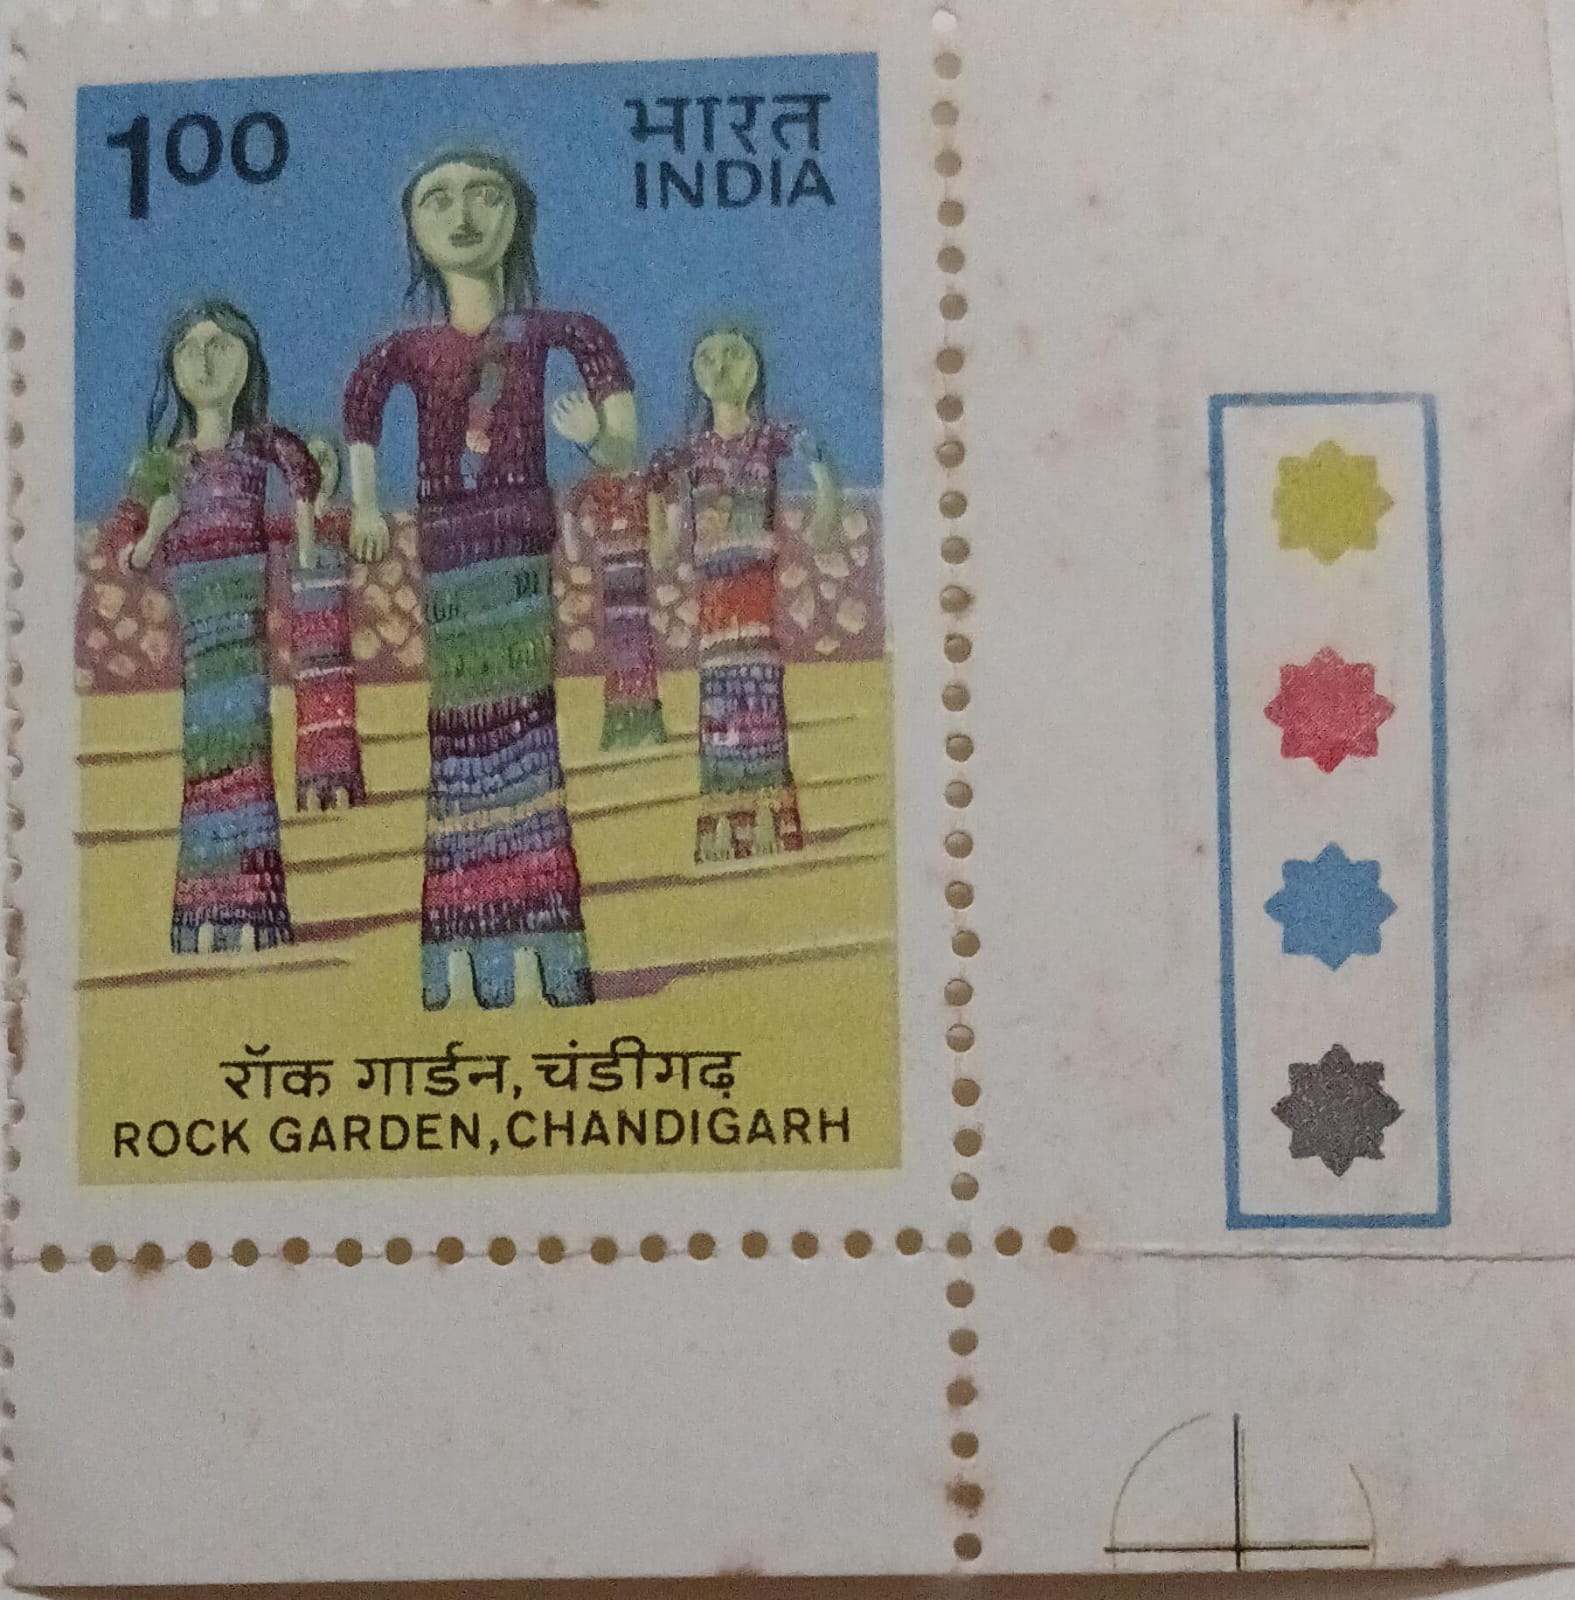 1.00
भारत
INDIA
रॉक गार्डन, चंडीगढ़
ROCK GARDEN, CHANDIGARH